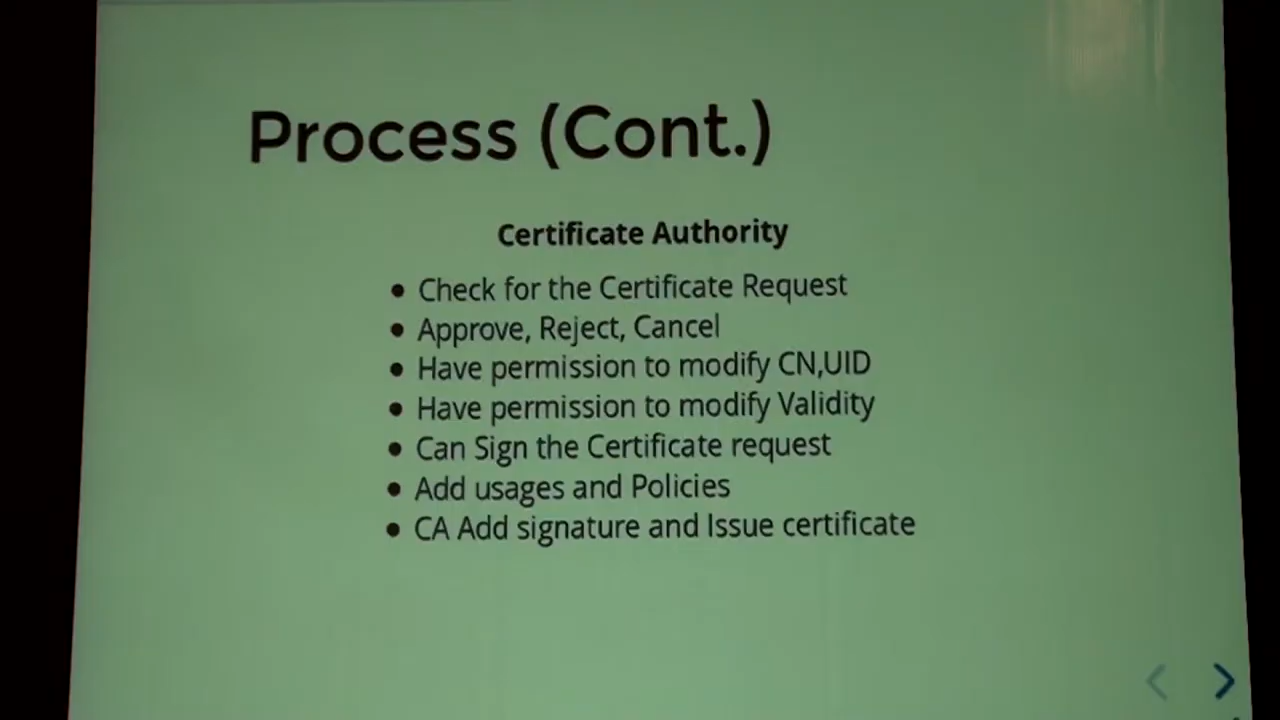 Process (Cont.)
Certificate Authority
• Check for the Certificate Request
• Approve, Reject, Cancel
• Have permission to modify CN,UID
• Have permission to modify Validity
• Can Sign the Certificate request
• Add usages and Policies
• CA Add signature and Issue certificate